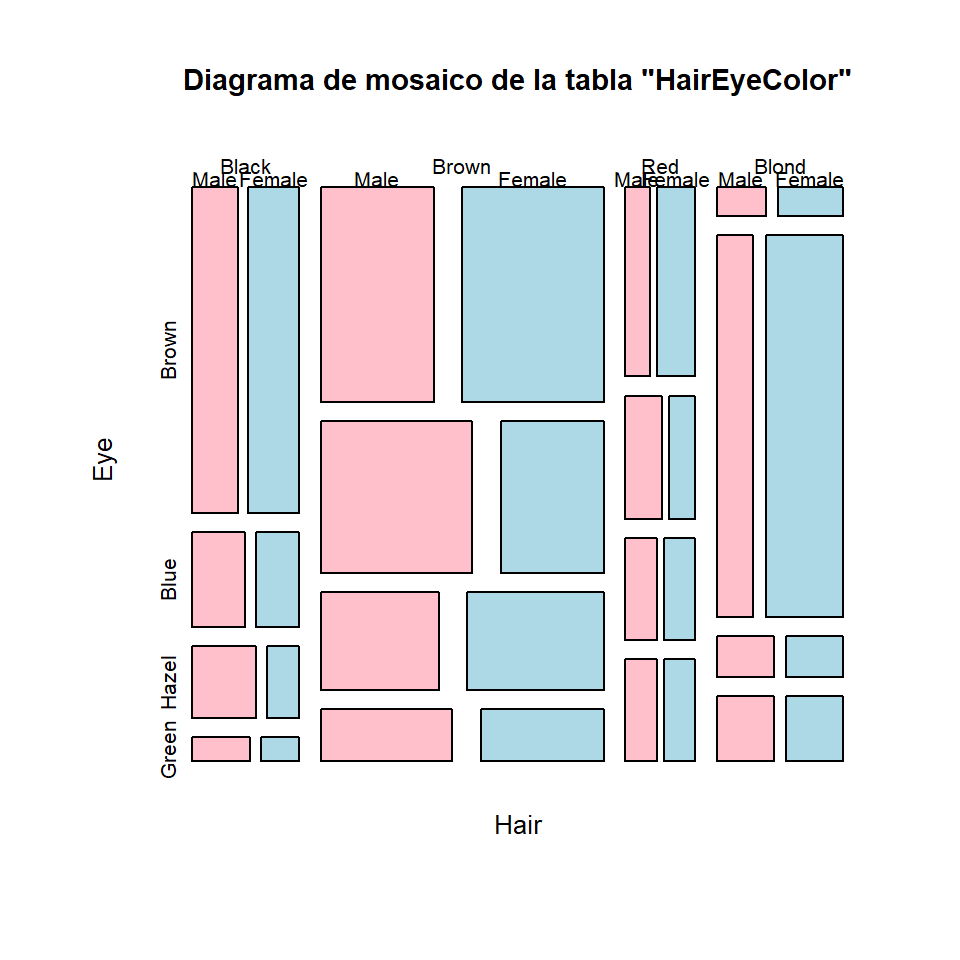 Diagrama de mosaico de la tabla "HairEyeColor"
Black Brown Red Blond
Male Female Male Female Male Female Male Female
Brown
Blue
Hazel
Green
Eye
Hair